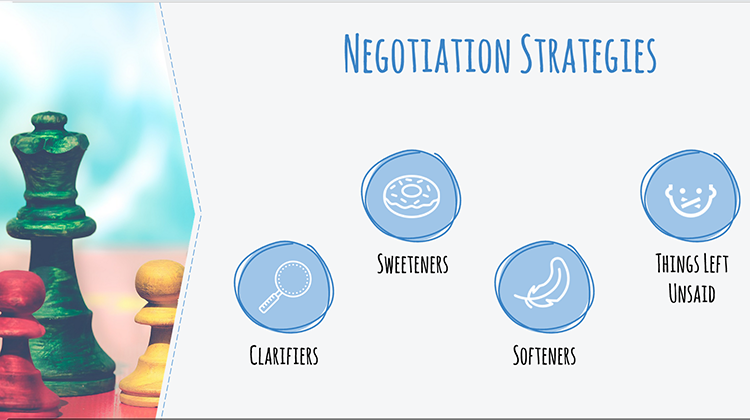 Negotiation Strategies
Clarifiers
Sweeteners
Softeners
Things Left
Unsaid